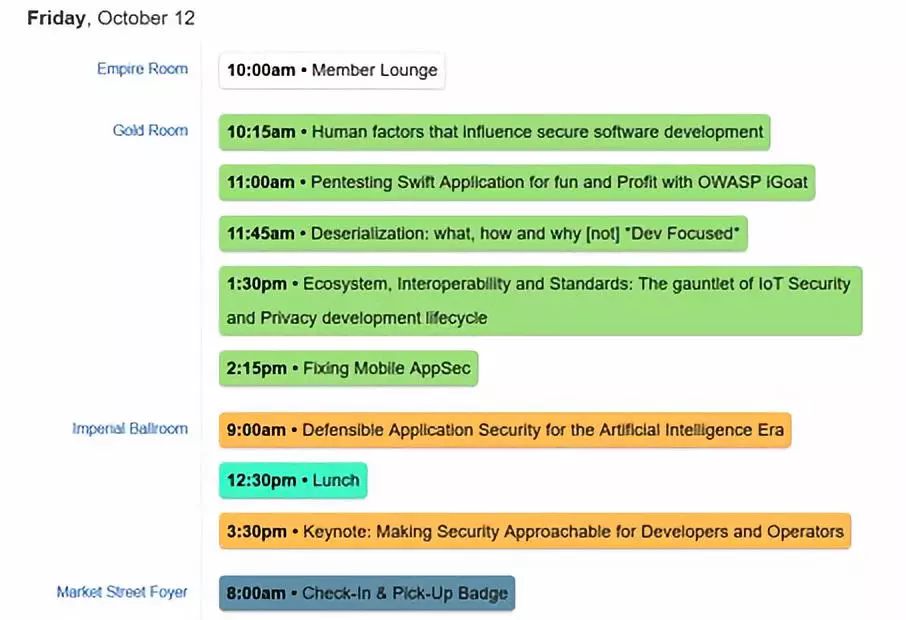 Friday, October 12
Empire Room
10:00am • Member Lounge
Gold Room
10:15am • Human factors that influence secure software development
11:00am • Pentesting Swift Application for fun and Profit with OWASP iGoat
11:45am • Deserialization: what, how and why [not] "Dev Focused"
1:30pm • Ecosystem, Interoperability and Standards: The gauntlet of IoT Security
and Privacy development lifecycle
2:15pm • Fixing Mobile AppSec
Imperial Ballroom
9:00am • Defensible Application Security for the Artificial Intelligence Era
12:30pm • Lunch
3:30pm • Keynote: Making Security Approachable for Developers and Operators
Market Street Foyer
8:00am • Check-In & Pick-Up Badge